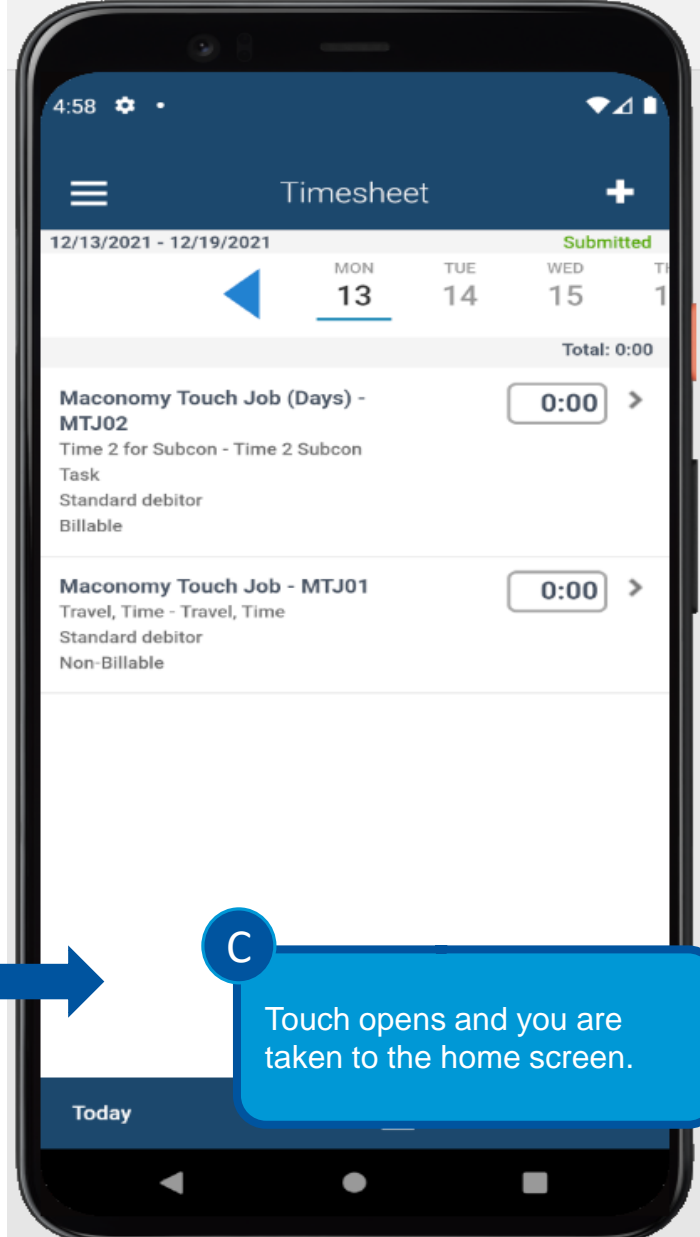 4:58
Timesheet
12/13/2021 - 12/19/2021 Submitted
MON TUE WED TH
13 14 15 1
Total: 0:00
Maconomy Touch Job (Days) - 0:00
MTJ02
Time 2 for Subcon - Time 2 Subcon
Task
Standard debitor
Billable
Maconomy Touch Job - MTJ01 0:00
Travel, Time - Travel, Time
Standard debitor
Non-Billable
C
Touch opens and you are
taken to the home screen.
Today